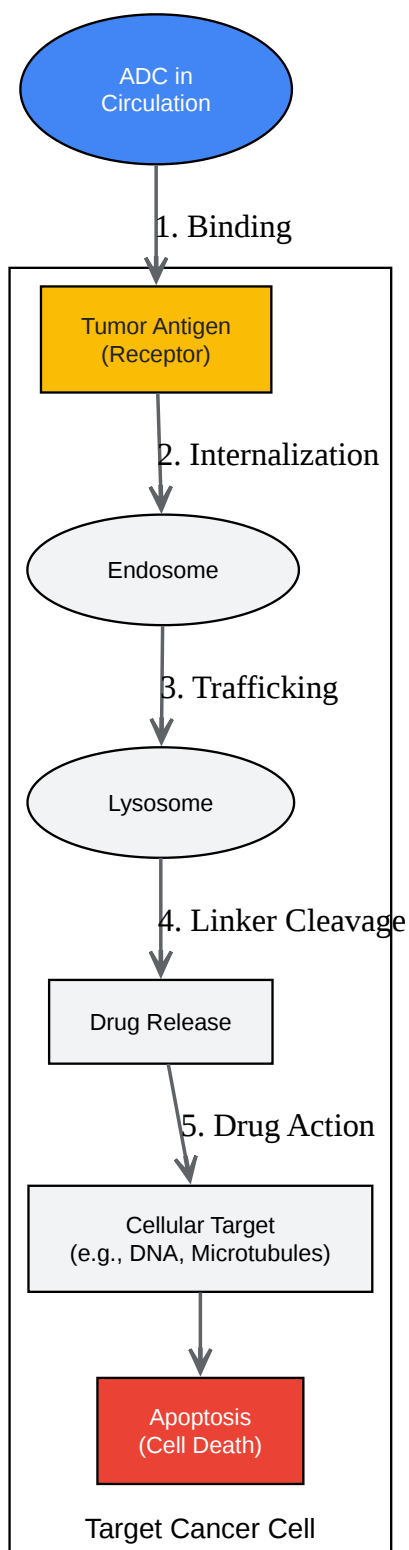 ADC in
Circulation
1. Binding
Tumor Antigen
(Receptor)
2. Internalization
Endosome
3. Trafficking
Lysosome
4. Linker Cleavage
Drug Release
5. Drug Action
Cellular Target
(e.g., DNA, Microtubules)
Apoptosis
(Cell Death)
Target Cancer Cell